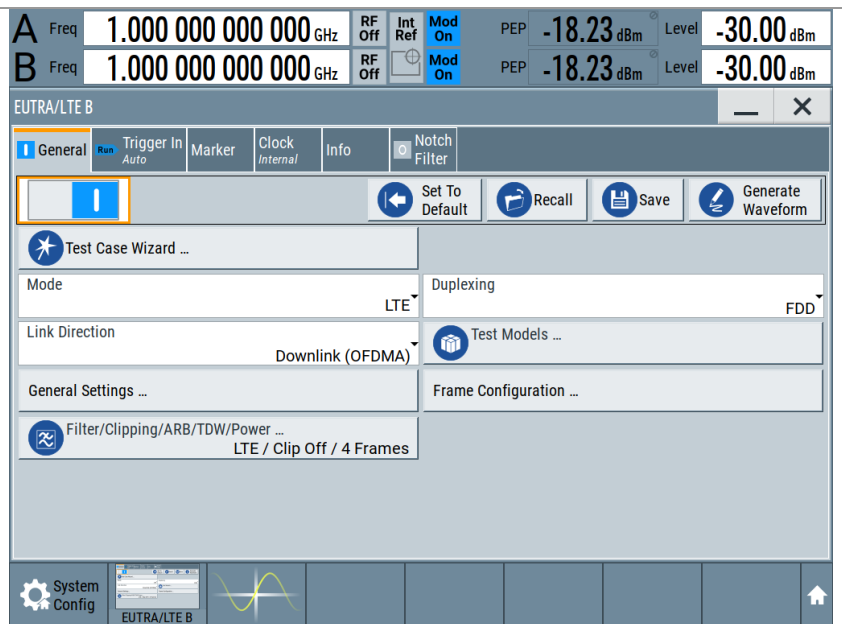 A Freq 1.000 000 000 000 GHz RF Off Int Ref Mod On PEP -18.23 dBm Level -30.00 dBm
B Freq 1.000 000 000 000 GHz RF Off Mod On PEP -18.23 dBm Level -30.00 dBm
EUTRA/LTE B
General Run Trigger In Auto Marker Clock Internal Info O Notch Filter
Set To Default Recall Save Generate Waveform
Test Case Wizard ...
Mode
LTE
Duplexing
FDD
Link Direction
Downlink (OFDMA)
Test Models ...
General Settings ...
Frame Configuration ...
Filter/Clipping/ARB/TDW/Power ...
LTE / Clip Off / 4 Frames
System Config
EUTRA/LTE B